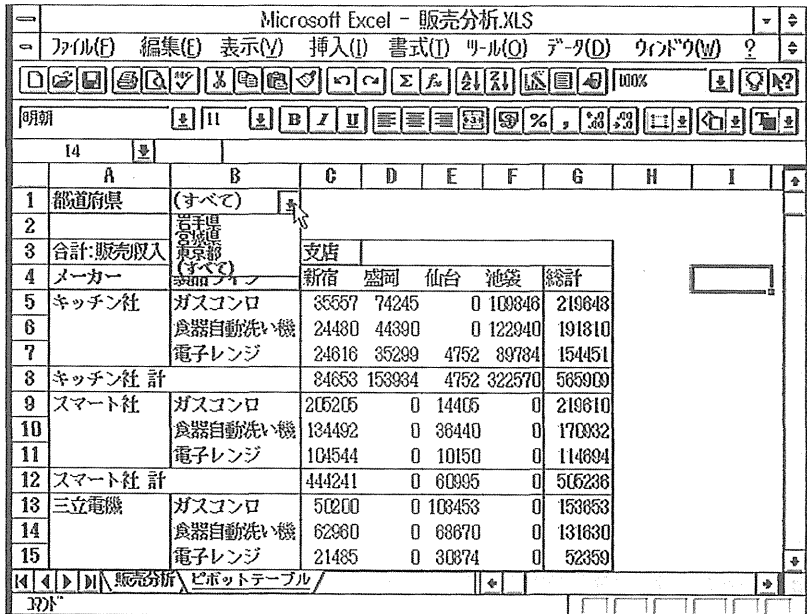 Microsoft Excel - 販売分析.XLS
ファイル(F) 編集(E) 表示(V) 挿入(I) 書式(T) ツール(O) データ(D) ウィンドウ(W) ?
100%
明朝 11 B I U % ,
I4
A B C D E F G H I
1 都道府県 (すべて)
2 岩手県
宮城県
3 合計:販売収入 東京都 支店
(すべて)
4 メーカー 製品ライン 新宿 盛岡 仙台 池袋 総計
5 キッチン社 ガスコンロ 35557 74245 0 109846 219648
6 食器自動洗い機 24480 44390 0 122940 191810
7 電子レンジ 24616 35299 4752 89784 154451
8 キッチン社 計 84653 153934 4752 322570 565909
9 スマート社 ガスコンロ 205205 0 14405 0 219610
10 食器自動洗い機 134492 0 36440 0 170932
11 電子レンジ 104544 0 10150 0 114694
12 スマート社 計 444241 0 60995 0 505236
13 三立電機 ガスコンロ 50200 0 103453 0 153653
14 食器自動洗い機 62960 0 68670 0 131630
15 電子レンジ 21485 0 30874 0 52359
販売分析 ピボットテーブル
コマンド